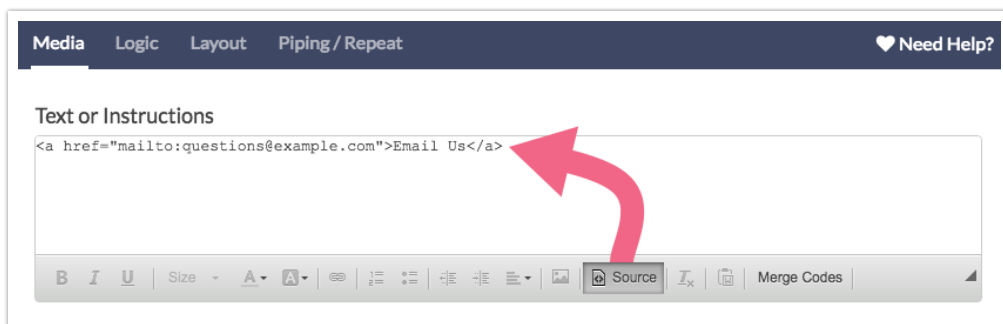 Media Logic Layout Piping / Repeat Need Help?
Text or Instructions
<a href="mailto:questions@example.com">Email Us</a>
B I U Size A A Source Tx Merge Codes